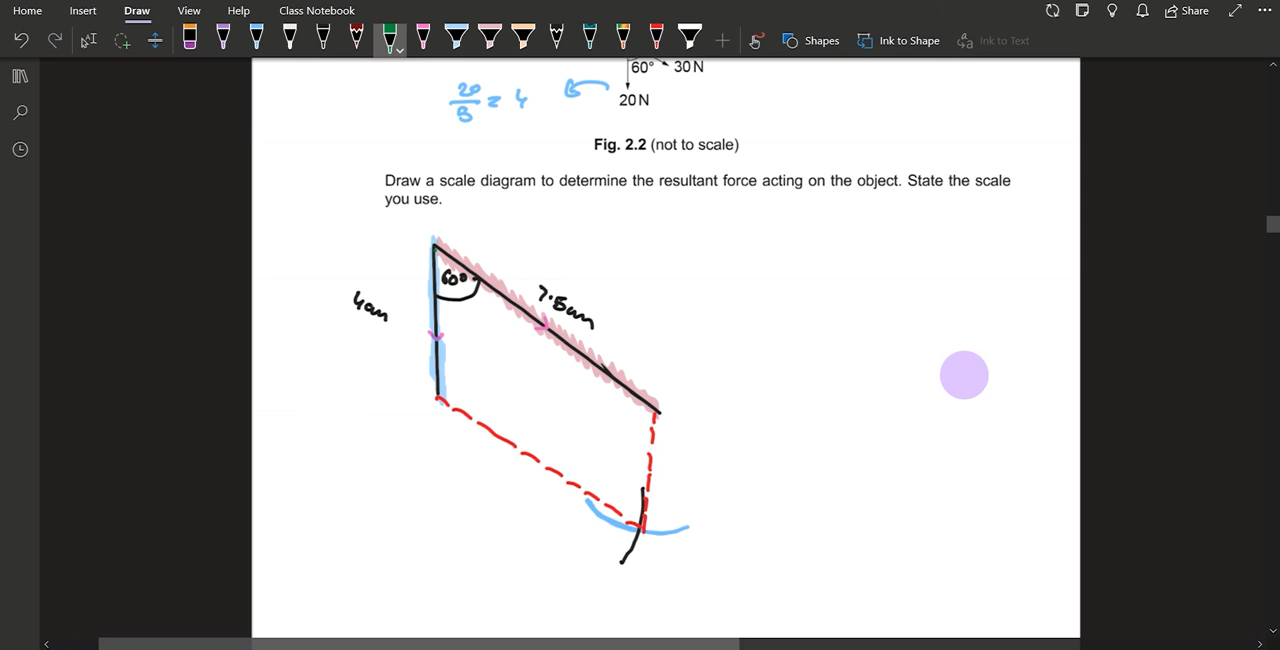 Home Insert Draw View Help Class Notebook
Share
Shapes Ink to Shape Ink to Text
60° 30 N
20 N
20/5 = 4
5
Fig. 2.2 (not to scale)
Draw a scale diagram to determine the resultant force acting on the object. State the scale
you use.
60°
7.5cm
4cm